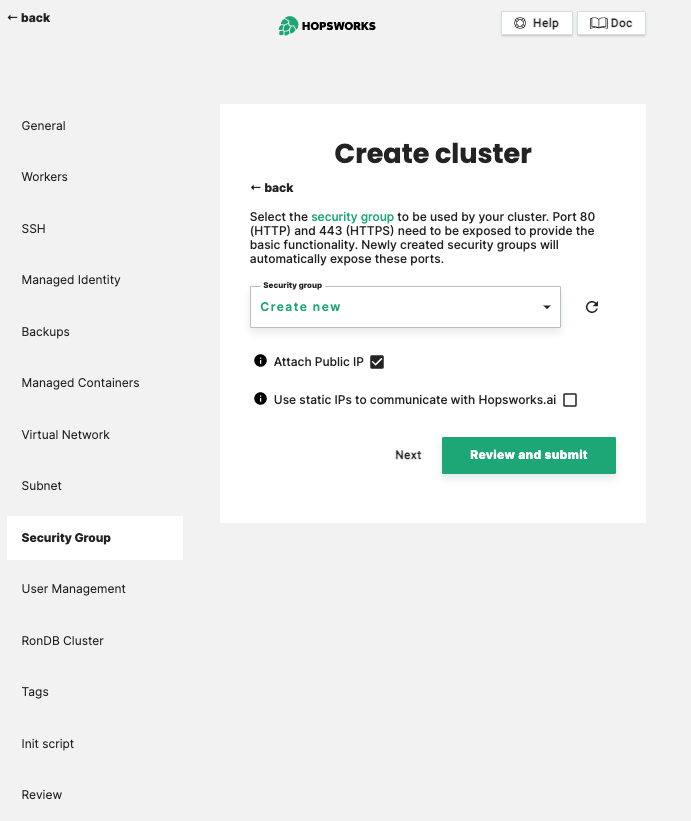 ← back
HOPSWORKS
Help
Doc
General
Workers
SSH
Managed Identity
Backups
Managed Containers
Virtual Network
Subnet
Security Group
User Management
RonDB Cluster
Tags
Init script
Review
Create cluster
← back
Select the security group to be used by your cluster. Port 80
(HTTP) and 443 (HTTPS) need to be exposed to provide the
basic functionality. Newly created security groups will
automatically expose these ports.
Security group
Create new
Attach Public IP
Use static IPs to communicate with Hopsworks.ai
Next
Review and submit